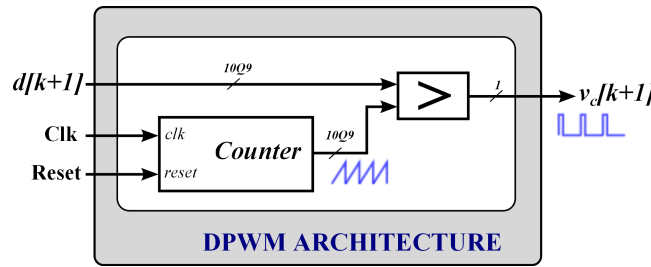 10Q9
d[k+1]
1
>
v_c[k+1]
Clk
clk
10Q9
Counter
Reset
reset
DPWM ARCHITECTURE